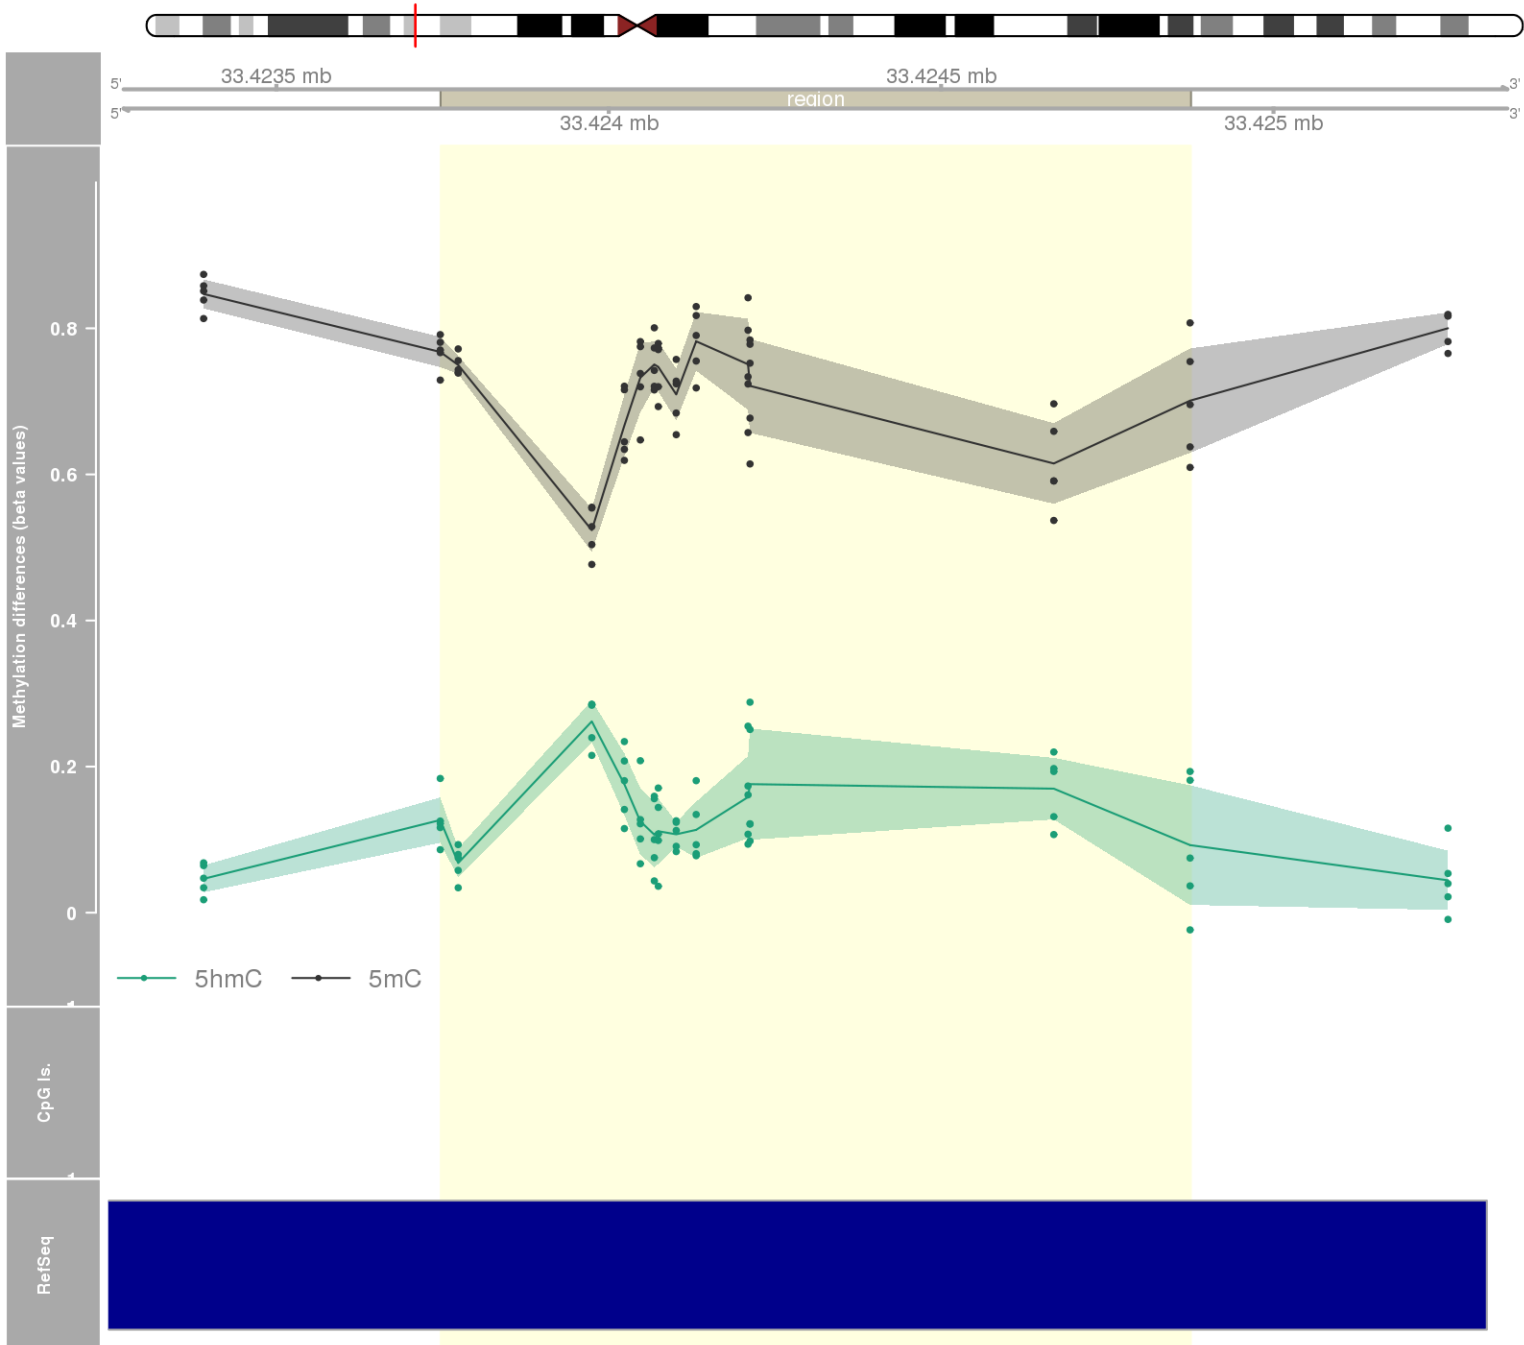 33.4235 mb
33.4245 mb
5'
3'
region
5'
3'
33.424 mb
33.425 mb
Methylation differences (beta values)
0.8
0.6
0.4
0.2
0
5hmC
5mC
CpG Is.
RefSeq